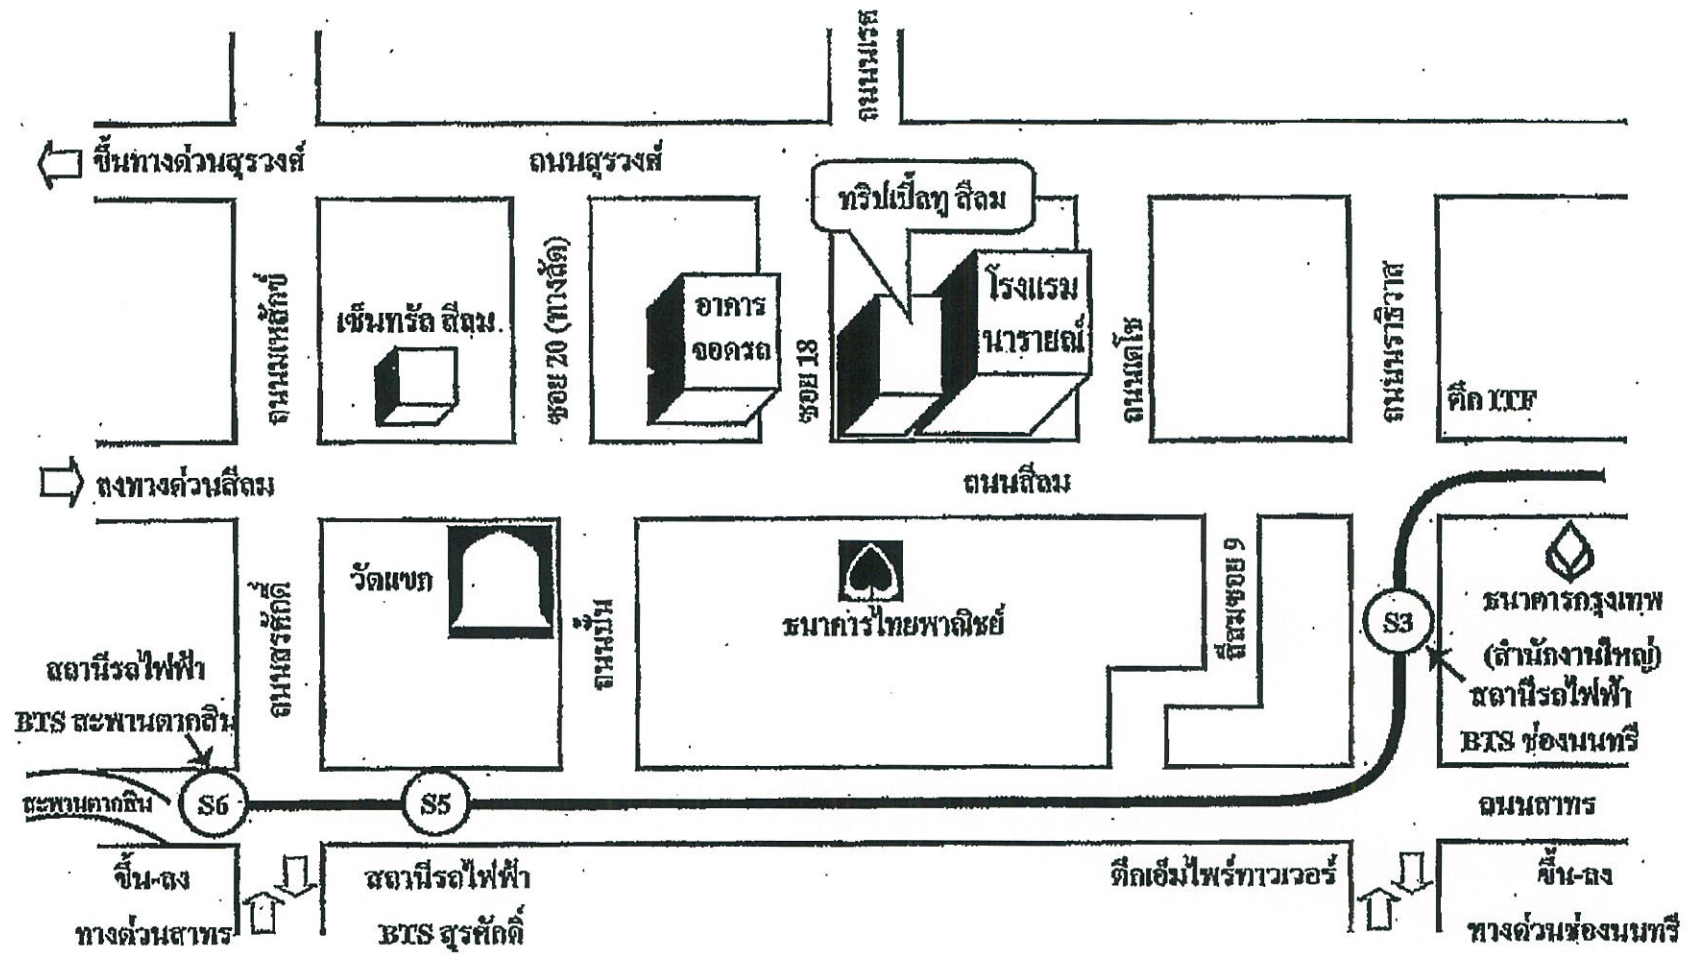 ถนนนเรศ
ขึ้นทางด่วนสุรวงศ์
ถนนสุรวงศ์
ทริปเปิ้ลทู สีลม
ถนนมเหสักข์
เซ็นทรัล สีลม
ซอย 20 (ทางลัด)
อาคาร
จอดรถ
ซอย 18
โรงแรม
นารายณ์
ถนนเดโช
ถนนนราธิวาส
ตึก ITF
ลงทางด่วนสีลม
ถนนสีลม
วัดแขก
ถนนสุรศักดิ์
ถนนปั้น
ธนาคารไทยพาณิชย์
สีลมซอย 9
S3
ธนาคารกรุงเทพ
(สำนักงานใหญ่)
สถานีรถไฟฟ้า
BTS ช่องนนทรี
สถานีรถไฟฟ้า
BTS สะพานตากสิน
สะพานตากสิน
S6
S5
ถนนสาทร
ขึ้น-ลง
ทางด่วนสาทร
สถานีรถไฟฟ้า
BTS สุรศักดิ์
ตึกเอ็มไพร์ทาวเวอร์
ขึ้น-ลง
ทางด่วนช่องนนทรี